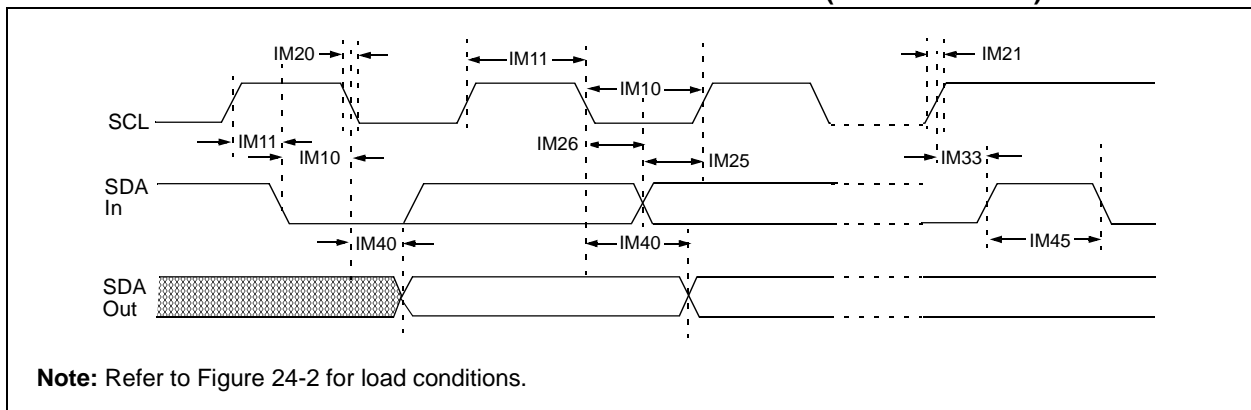 IM20
IM11
IM21
IM10
SCL
IM11
IM26
IM10
IM25
IM33
SDA
In
IM40
IM40
IM45
SDA
Out
Note: Refer to Figure 24-2 for load conditions.